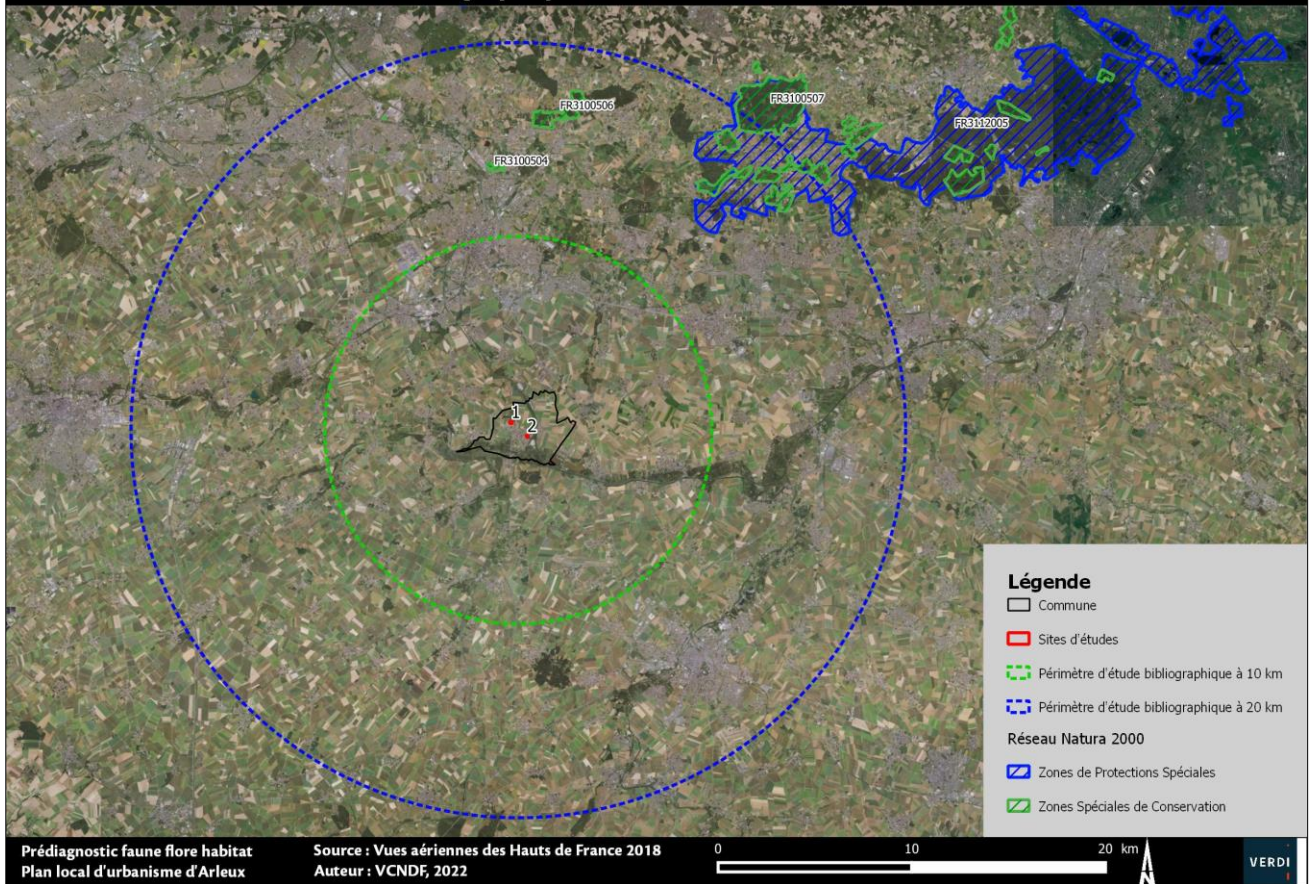 FR3100506
FR3100507
FR3112005
FR3100504
1
2
Légende
Commune
Sites d'études
Périmètre d'étude bibliographique à 10 km
Périmètre d'étude bibliographique à 20 km
Réseau Natura 2000
Zones de Protections Spéciales
Zones Spéciales de Conservation
Prédiagnostic faune flore habitat
Plan local d'urbanisme d'Arleux
Source : Vues aériennes des Hauts de France 2018
Auteur : VCNDF, 2022
0 10 20 km
N
VERDI